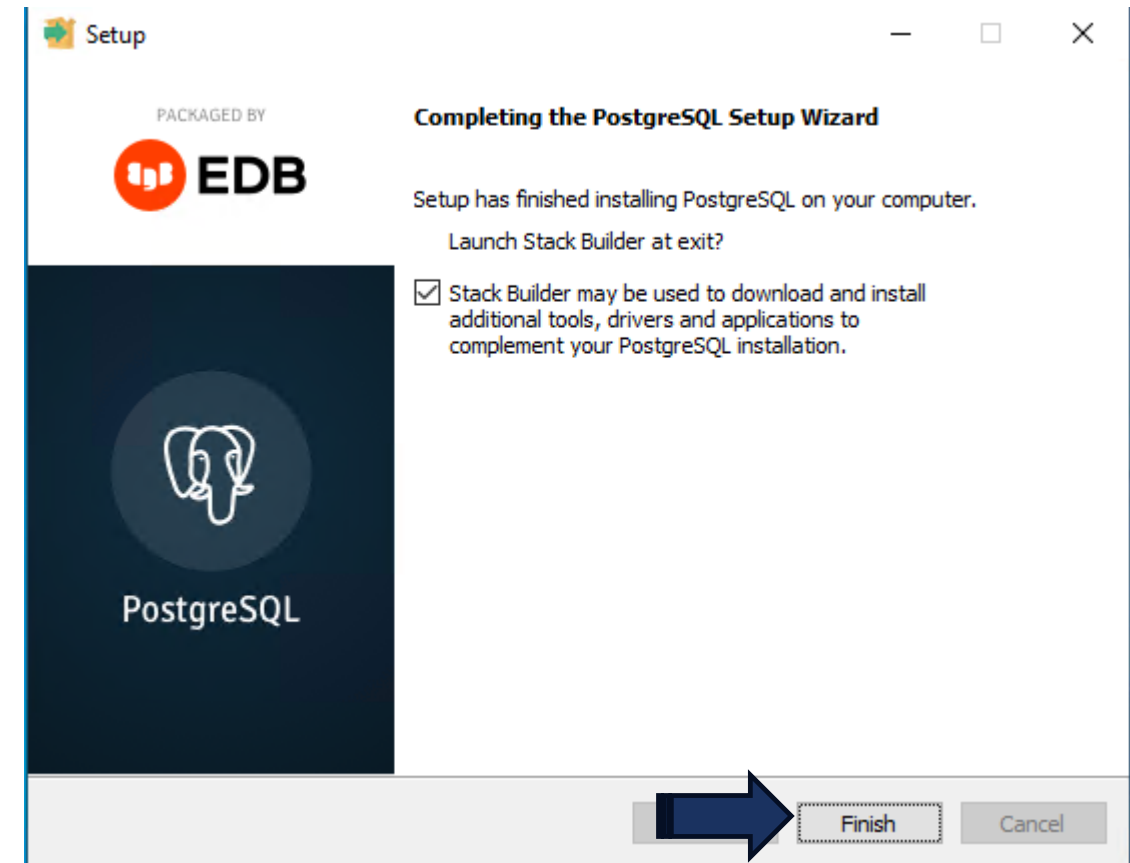 Setup
PACKAGED BY
EDB
Completing the PostgreSQL Setup Wizard
Setup has finished installing PostgreSQL on your computer.
Launch Stack Builder at exit?
Stack Builder may be used to download and install
additional tools, drivers and applications to
complement your PostgreSQL installation.
PostgreSQL
Finish
Cancel